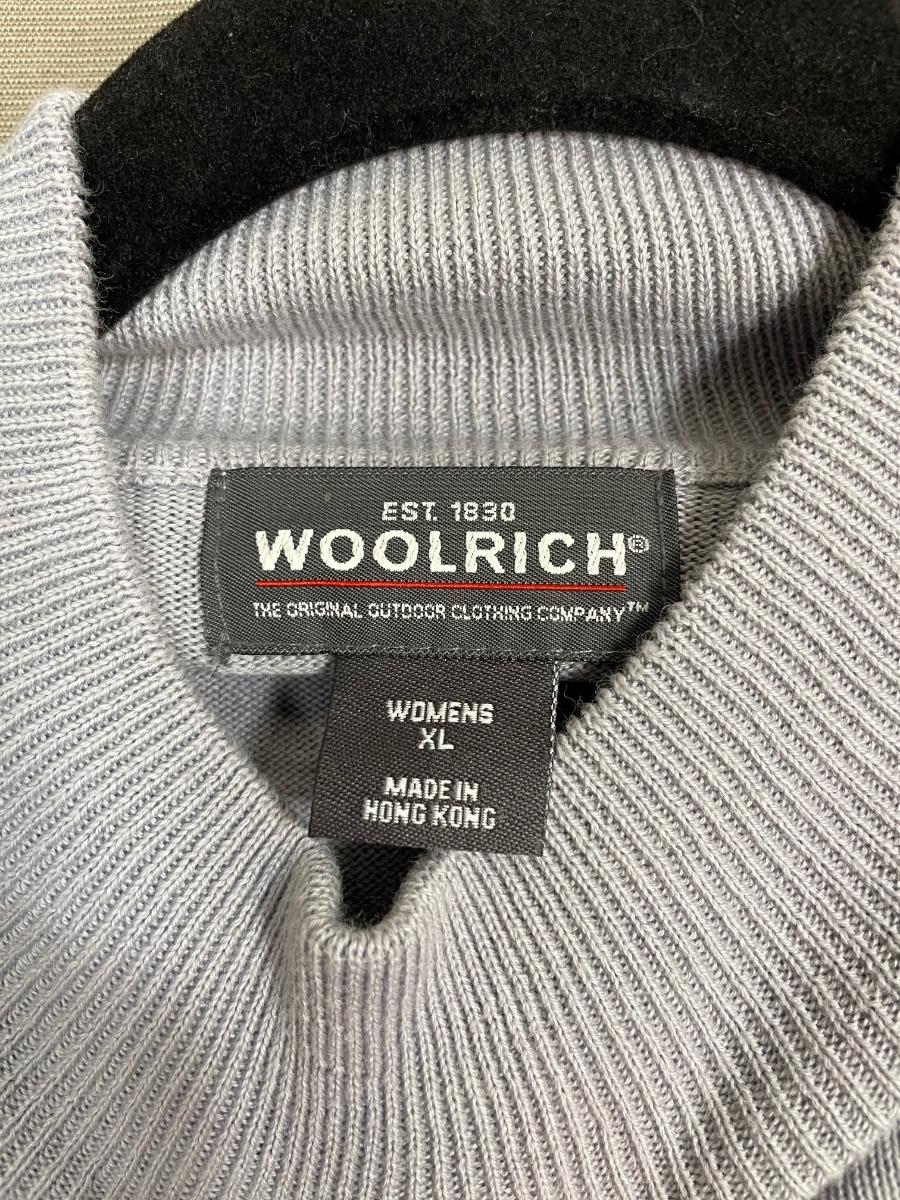 EST. 1830
WOOLRICH®
THE ORIGINAL OUTDOOR CLOTHING COMPANY™
WOMENS
XL
MADE IN
HONG KONG